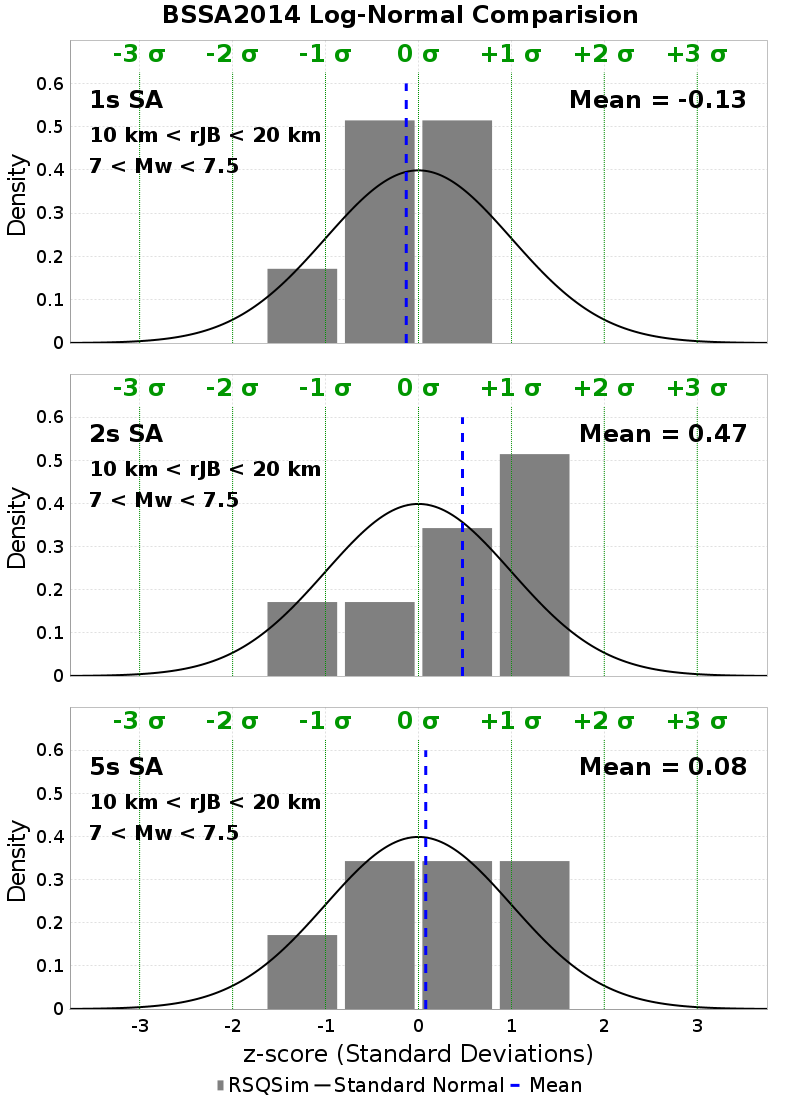 BSSA2014 Log-Normal Comparision
-3 σ -2 σ -1 σ 0 σ +1 σ +2 σ +3 σ
1s SA
Mean = -0.13
10 km < rJB < 20 km
7 < Mw < 7.5
Density
0.6
0.5
0.4
0.3
0.2
0.1
0
-3 σ -2 σ -1 σ 0 σ +1 σ +2 σ +3 σ
2s SA
Mean = 0.47
10 km < rJB < 20 km
7 < Mw < 7.5
Density
0.6
0.5
0.4
0.3
0.2
0.1
0
-3 σ -2 σ -1 σ 0 σ +1 σ +2 σ +3 σ
5s SA
Mean = 0.08
10 km < rJB < 20 km
7 < Mw < 7.5
Density
0.6
0.5
0.4
0.3
0.2
0.1
0
-3 -2 -1 0 1 2 3
z-score (Standard Deviations)
RSQSim Standard Normal Mean